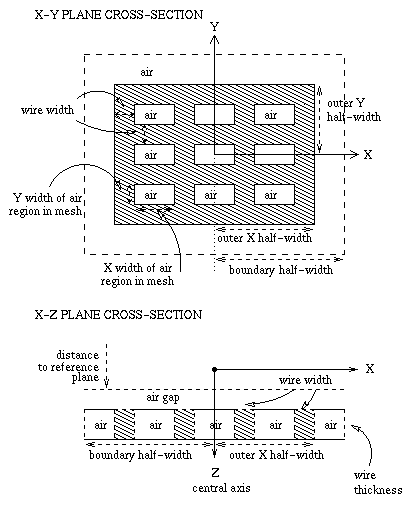 X-Y PLANE CROSS-SECTION
Y
air
wire width
air
air
outer Y
half-width
air
X
Y width of air
region in mesh
air
air
air
outer X half-width
X width of air
region in mesh
boundary half-width
X-Z PLANE CROSS-SECTION
distance
to reference
plane
X
wire width
air gap
air
air
air
air
air
boundary half-width
outer X half-width
Z
central axis
wire
thickness